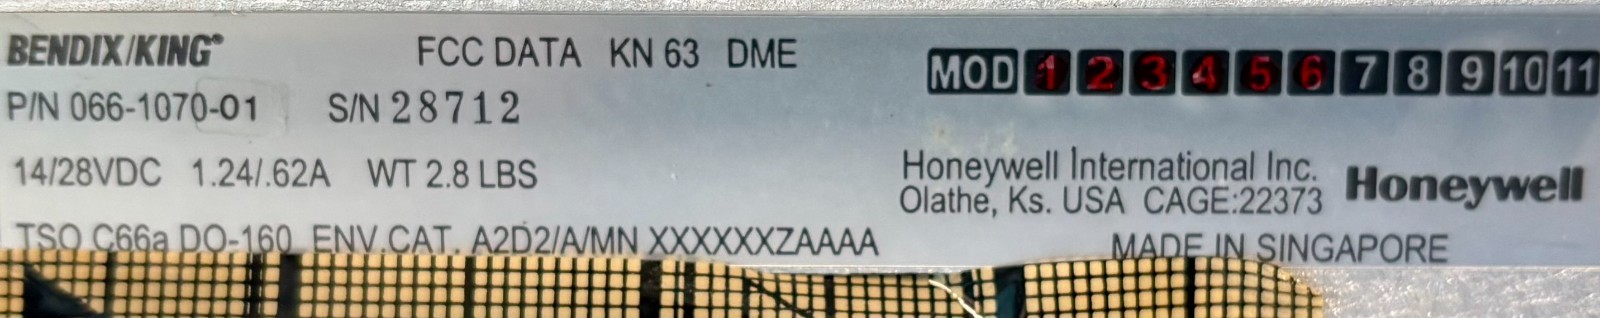 BENDIX/KING® FCC DATA KN 63 DME MOD 1 2 3 4 5 6 7 8 9 10 11
P/N 066-1070-01 S/N 28712
14/28VDC 1.24/.62A WT 2.8 LBS
Honeywell International Inc. Honeywell
Olathe, Ks. USA CAGE:22373
TSO C66a DO-160 ENV.CAT. A2D2/A/MN XXXXXXZAAAA
MADE IN SINGAPORE